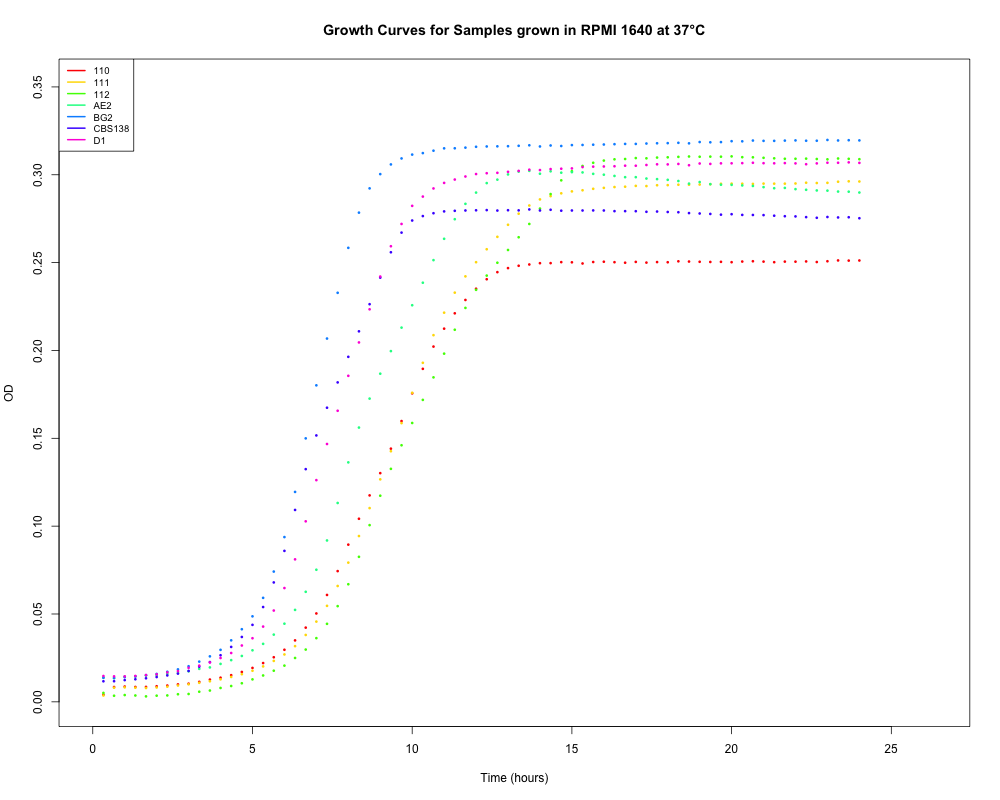 Growth Curves for Samples grown in RPMI 1640 at 37°C
110
111
112
AE2
BG2
CBS138
D1
0.35
0.30
0.25
0.20
0.15
0.10
0.05
0.00
OD
0 5 10 15 20 25
Time (hours)